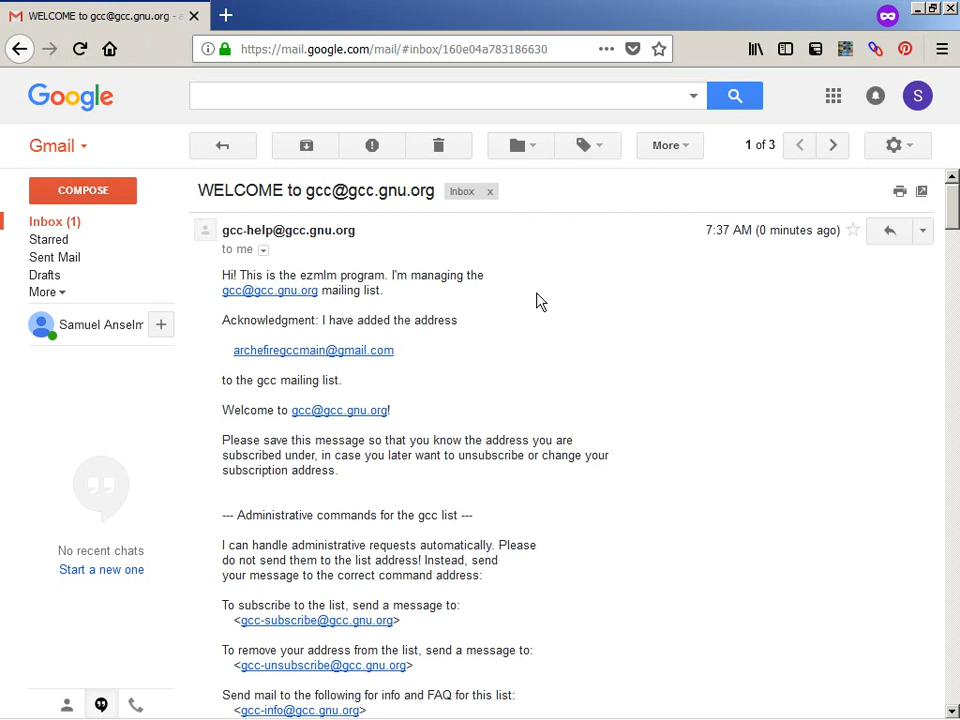 WELCOME to gcc@gcc.gnu.org - a
https://mail.google.com/mail/#inbox/160e04a783186630
Google
S
Gmail
More
1 of 3
COMPOSE
WELCOME to gcc@gcc.gnu.org
Inbox x
Inbox (1)
Starred
Sent Mail
Drafts
More
Samuel Anselm
gcc-help@gcc.gnu.org
7:37 AM (0 minutes ago)
to me
Hi! This is the ezmlm program. I'm managing the
gcc@gcc.gnu.org mailing list.
Acknowledgment: I have added the address
archefiregccmain@gmail.com
to the gcc mailing list.
Welcome to gcc@gcc.gnu.org!
Please save this message so that you know the address you are
subscribed under, in case you later want to unsubscribe or change your
subscription address.
--- Administrative commands for the gcc list ---
I can handle administrative requests automatically. Please
do not send them to the list address! Instead, send
your message to the correct command address:
To subscribe to the list, send a message to:
<gcc-subscribe@gcc.gnu.org>
To remove your address from the list, send a message to:
<gcc-unsubscribe@gcc.gnu.org>
Send mail to the following for info and FAQ for this list:
<gcc-info@gcc.gnu.org>
No recent chats
Start a new one